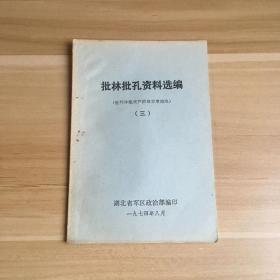 批林批孔资料选编
（三）
湖北省军区政治部编印
一九七四年八月